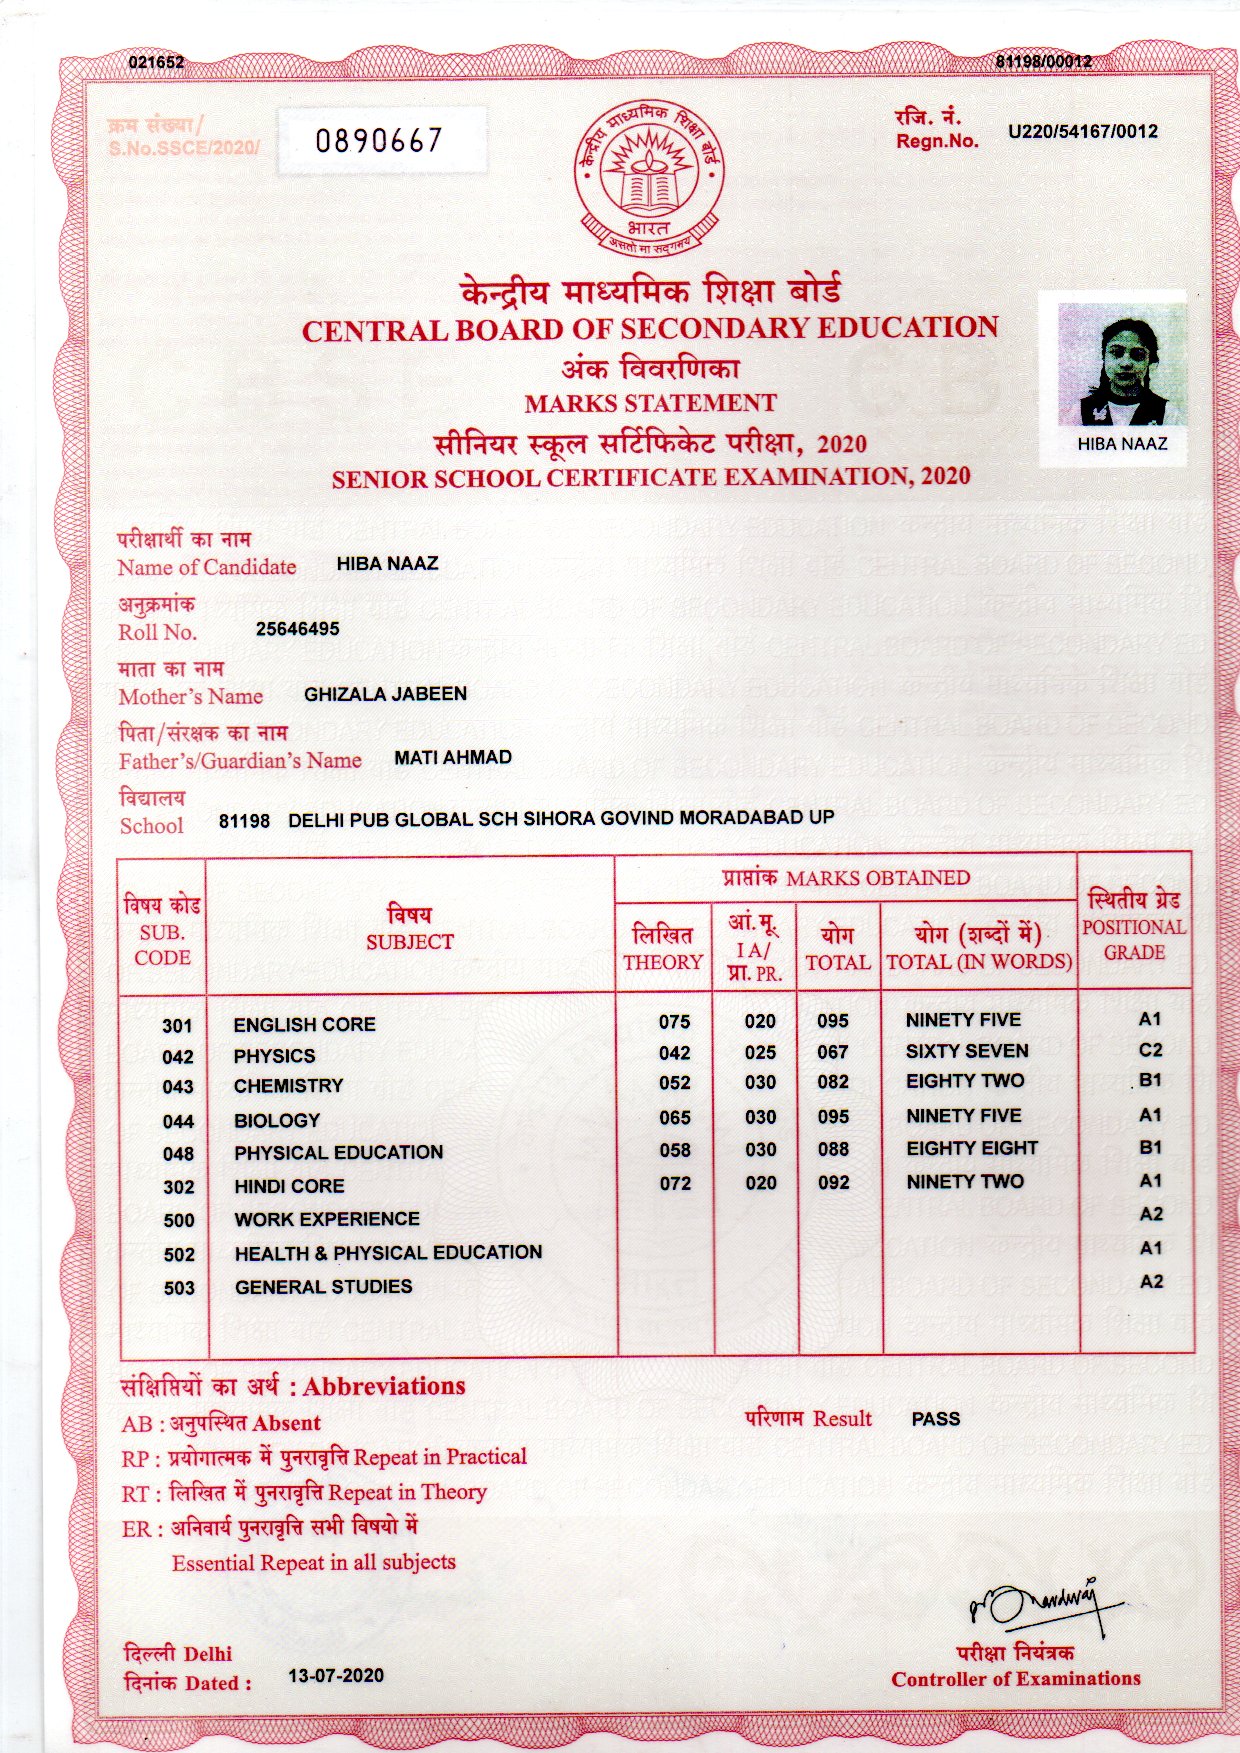 021652
81198/00012
क्रम संख्या/
S.No.SSCE/2020/
0890667
रजि. नं.
Regn.No. U220/54167/0012
केन्द्रीय माध्यमिक शिक्षा बोर्ड
भारत
असतो मा सद्गमय
केन्द्रीय माध्यमिक शिक्षा बोर्ड
CENTRAL BOARD OF SECONDARY EDUCATION
अंक विवरणिका
MARKS STATEMENT
सीनियर स्कूल सर्टिफिकेट परीक्षा, 2020
SENIOR SCHOOL CERTIFICATE EXAMINATION, 2020
HIBA NAAZ
परीक्षार्थी का नाम
Name of Candidate HIBA NAAZ
अनुक्रमांक
Roll No. 25646495
माता का नाम
Mother's Name GHIZALA JABEEN
पिता/संरक्षक का नाम
Father's/Guardian's Name MATI AHMAD
विद्यालय
School 81198 DELHI PUB GLOBAL SCH SIHORA GOVIND MORADABAD UP
विषय कोड
SUB.
CODE
विषय
SUBJECT
प्राप्तांक MARKS OBTAINED
लिखित
THEORY
आं.मू.
I A/
प्रा. PR.
योग
TOTAL
योग (शब्दों में)
TOTAL (IN WORDS)
स्थितीय ग्रेड
POSITIONAL
GRADE
301 ENGLISH CORE 075 020 095 NINETY FIVE A1
042 PHYSICS 042 025 067 SIXTY SEVEN C2
043 CHEMISTRY 052 030 082 EIGHTY TWO B1
044 BIOLOGY 065 030 095 NINETY FIVE A1
048 PHYSICAL EDUCATION 058 030 088 EIGHTY EIGHT B1
302 HINDI CORE 072 020 092 NINETY TWO A1
500 WORK EXPERIENCE A2
502 HEALTH & PHYSICAL EDUCATION A1
503 GENERAL STUDIES A2
संक्षिप्तियों का अर्थ : Abbreviations
AB : अनुपस्थित Absent
परिणाम Result PASS
RP : प्रयोगात्मक में पुनरावृत्ति Repeat in Practical
RT : लिखित में पुनरावृत्ति Repeat in Theory
ER : अनिवार्य पुनरावृत्ति सभी विषयो में
Essential Repeat in all subjects
दिल्ली Delhi
दिनांक Dated : 13-07-2020
परीक्षा नियंत्रक
Controller of Examinations